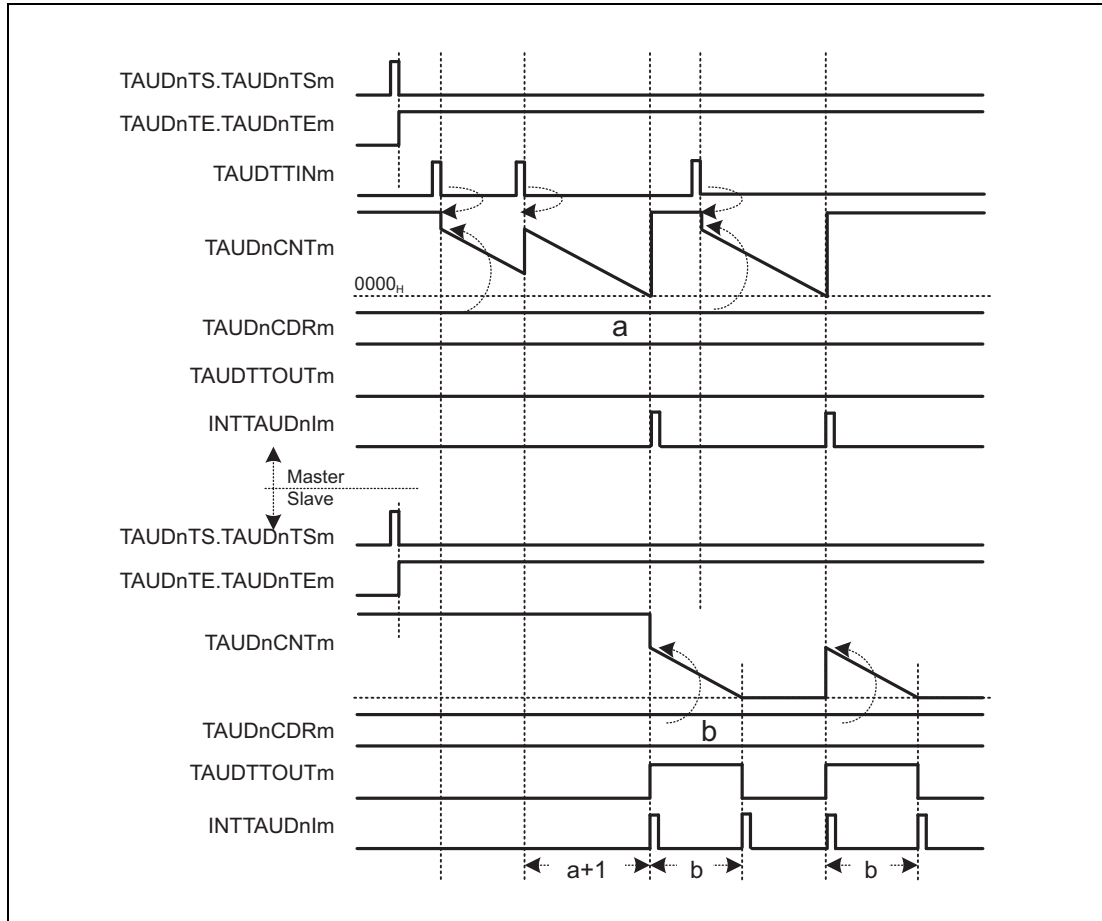 TAUDnTS.TAUDnTSm
TAUDnTE.TAUDnTEm
TAUDTTINm
TAUDnCNTm
0000H
TAUDnCDRm
a
TAUDTTOUTm
INTTAUDnIm
Master
Slave
TAUDnTS.TAUDnTSm
TAUDnTE.TAUDnTEm
TAUDnCNTm
TAUDnCDRm
b
TAUDTTOUTm
INTTAUDnIm
a+1 b b